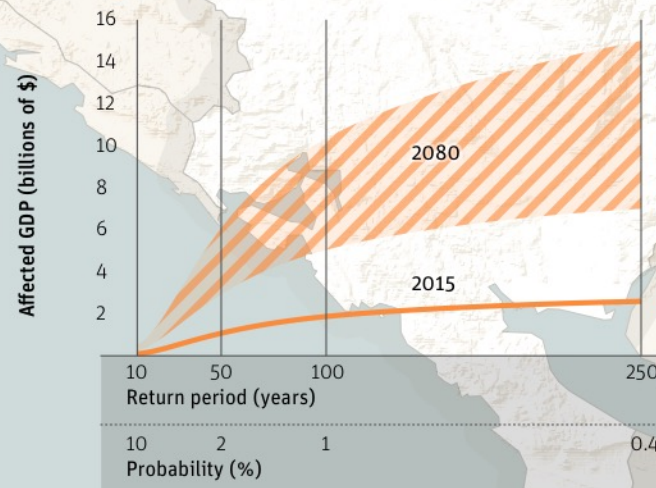 Affected GDP (billions of $)
16
14
12
10
8
6
4
2
2080
2015
10 50 100 250
Return period (years)
10 2 1 0.4
Probability (%)